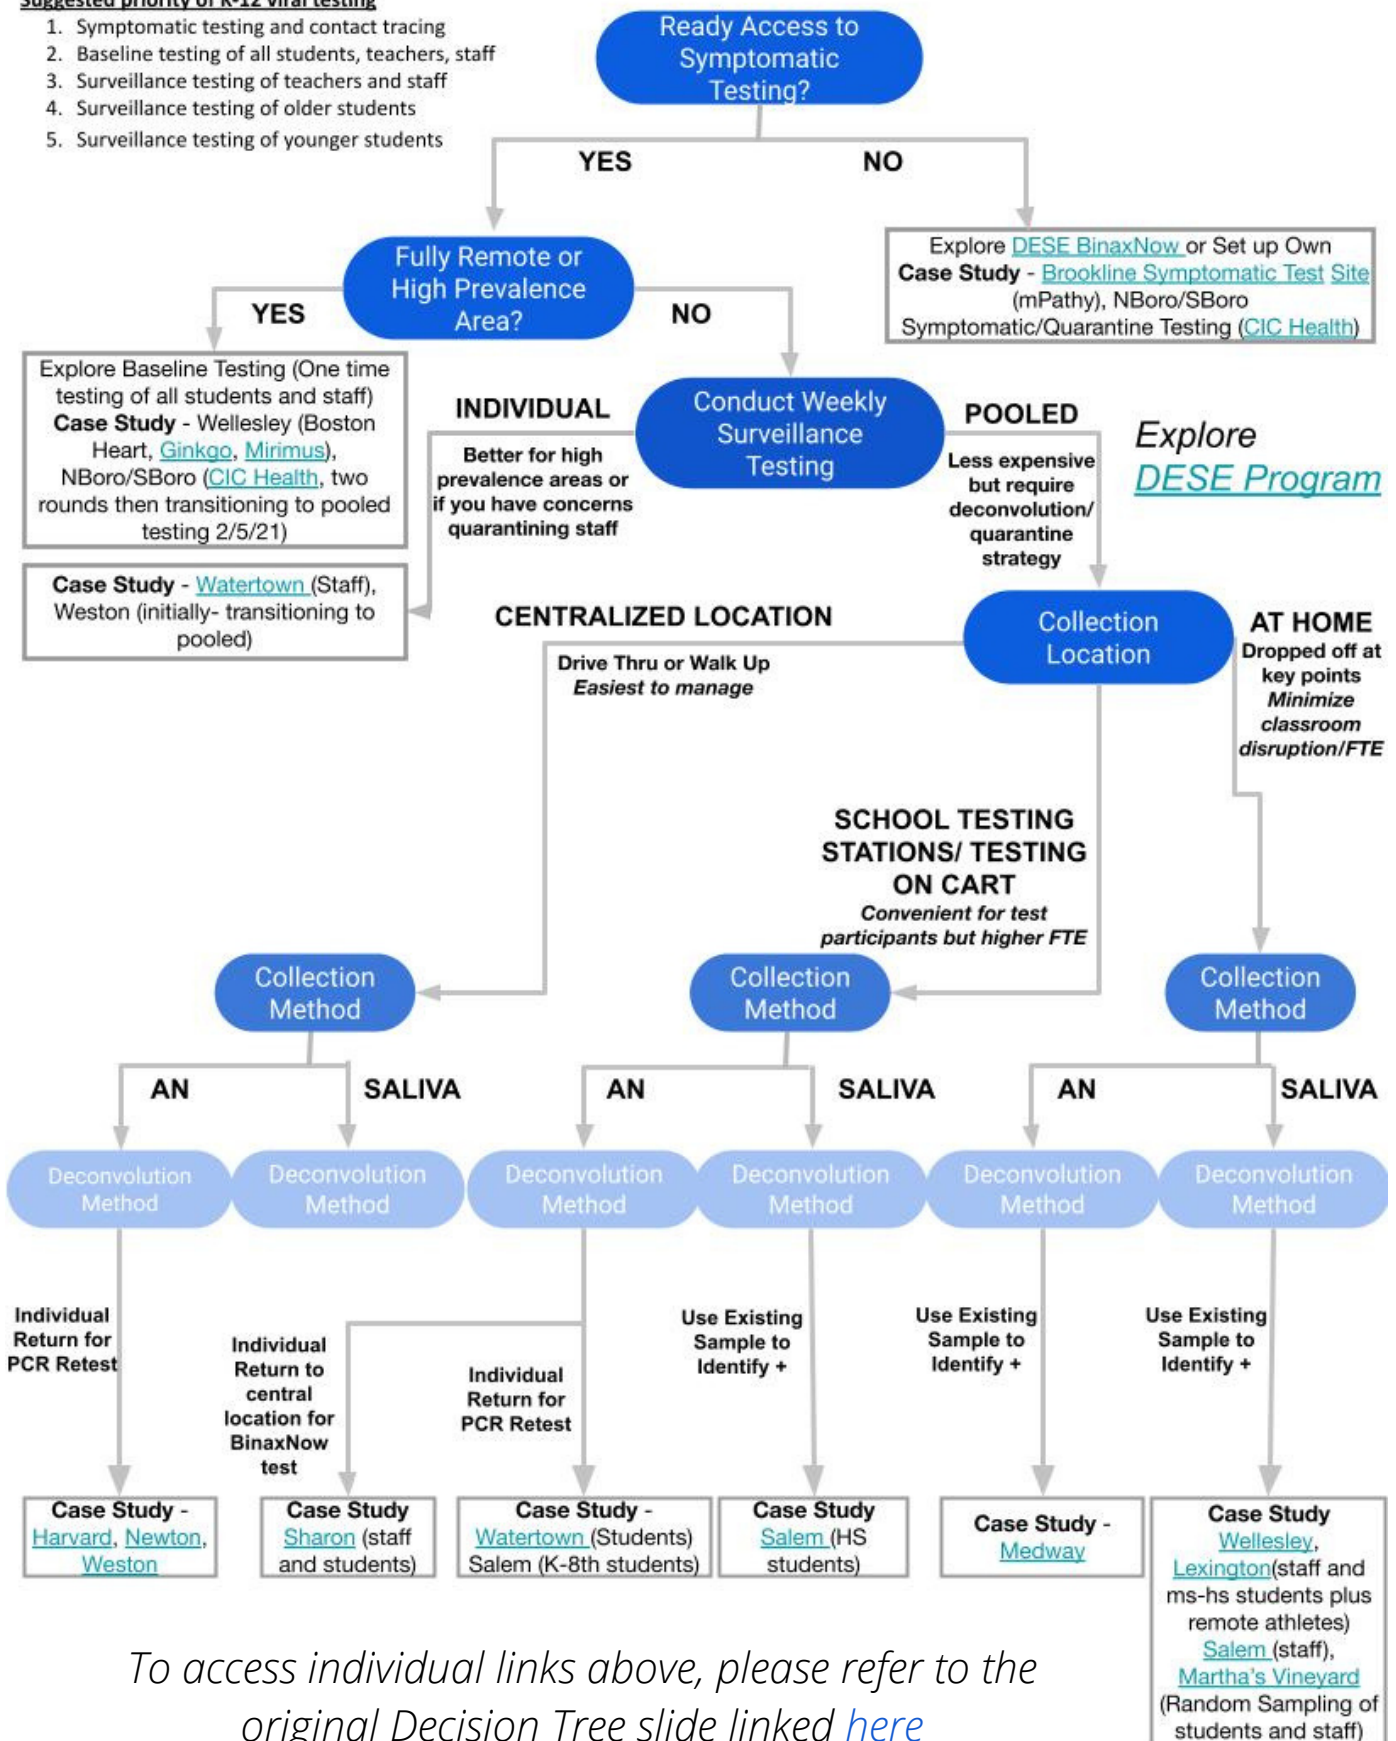 Suggested priority of K-12 viral testing
1. Symptomatic testing and contact tracing
2. Baseline testing of all students, teachers, staff
3. Surveillance testing of teachers and staff
4. Surveillance testing of older students
5. Surveillance testing of younger students
Ready Access to
Symptomatic
Testing?
YES
NO
Explore DESE BinaxNow or Set up Own
Case Study - Brookline Symptomatic Test Site
(mPathy), NBoro/SBoro
Symptomatic/Quarantine Testing (CIC Health)
Fully Remote or
High Prevalence
Area?
YES
NO
Explore Baseline Testing (One time
testing of all students and staff)
Case Study - Wellesley (Boston
Heart, Ginkgo, Mirimus),
NBoro/SBoro (CIC Health, two
rounds then transitioning to pooled
testing 2/5/21)
Conduct Weekly
Surveillance
Testing
INDIVIDUAL
Better for high
prevalence areas or
if you have concerns
quarantining staff
POOLED
Less expensive
but require
deconvolution/
quarantine
strategy
Explore
DESE Program
Case Study - Watertown (Staff),
Weston (initially- transitioning to
pooled)
Collection
Location
CENTRALIZED LOCATION
Drive Thru or Walk Up
Easiest to manage
AT HOME
Dropped off at
key points
Minimize
classroom
disruption/FTE
SCHOOL TESTING
STATIONS/ TESTING
ON CART
Convenient for test
participants but higher FTE
Collection
Method
Collection
Method
Collection
Method
AN
SALIVA
AN
SALIVA
AN
SALIVA
Deconvolution
Method
Deconvolution
Method
Deconvolution
Method
Deconvolution
Method
Deconvolution
Method
Deconvolution
Method
Individual
Return for
PCR Retest
Individual
Return to
central
location for
BinaxNow
test
Individual
Return for
PCR Retest
Use Existing
Sample to
Identify +
Use Existing
Sample to
Identify +
Use Existing
Sample to
Identify +
Case Study -
Harvard, Newton,
Weston
Case Study
Sharon (staff
and students)
Case Study -
Watertown (Students)
Salem (K-8th students)
Case Study
Salem (HS
students)
Case Study -
Medway
Case Study
Wellesley,
Lexington(staff and
ms-hs students plus
remote athletes)
Salem (staff),
Martha's Vineyard
(Random Sampling of
students and staff)
To access individual links above, please refer to the
original Decision Tree slide linked here